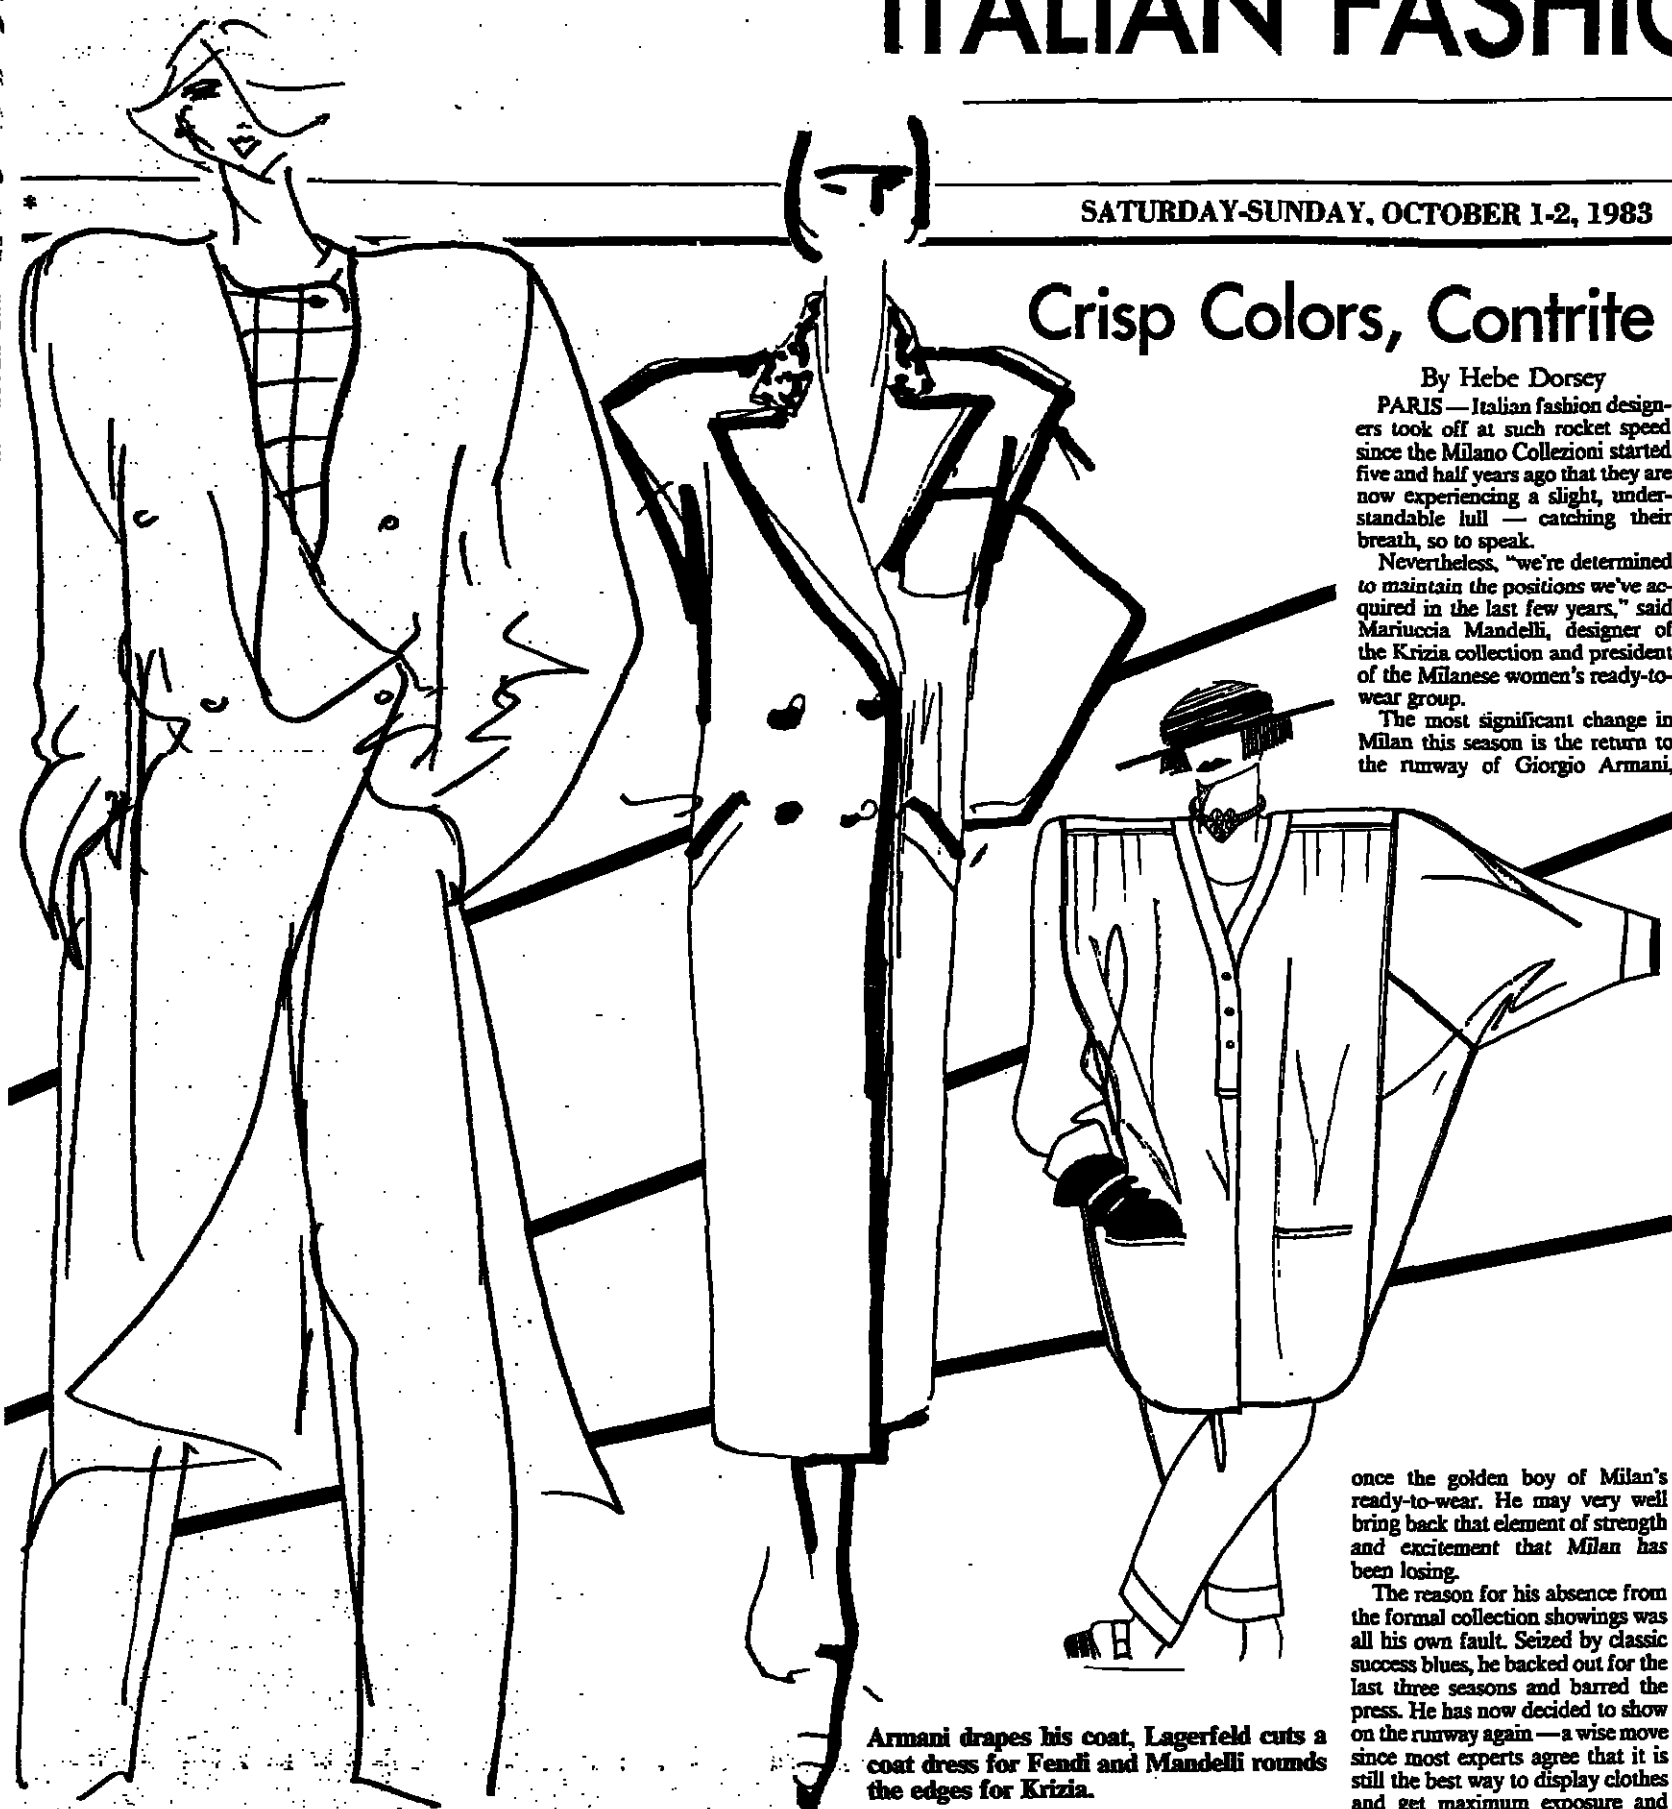 ITALIAN FASHIO
*
SATURDAY-SUNDAY, OCTOBER 1-2, 1983
Crisp Colors, Contrite
By Hebe Dorsey
PARIS — Italian fashion design-
ers took off at such rocket speed
since the Milano Collezioni started
five and half years ago that they are
now experiencing a slight, under-
standable lull — catching their
breath, so to speak.
Nevertheless, "we're determined
to maintain the positions we've ac-
quired in the last few years," said
Mariuccia Mandelli, designer of
the Krizia collection and president
of the Milanese women's ready-to-
wear group.
The most significant change in
Milan this season is the return to
the runway of Giorgio Armani,
once the golden boy of Milan's
ready-to-wear. He may very well
bring back that element of strength
and excitement that Milan has
been losing.
The reason for his absence from
the formal collection showings was
all his own fault. Seized by classic
success blues, he backed out for the
last three seasons and barred the
press. He has now decided to show
on the runway again — a wise move
since most experts agree that it is
still the best way to display clothes
and get maximum exposure and
Armani drapes his coat, Lagerfeld cuts a
coat dress for Fendi and Mandelli rounds
the edges for Krizia.